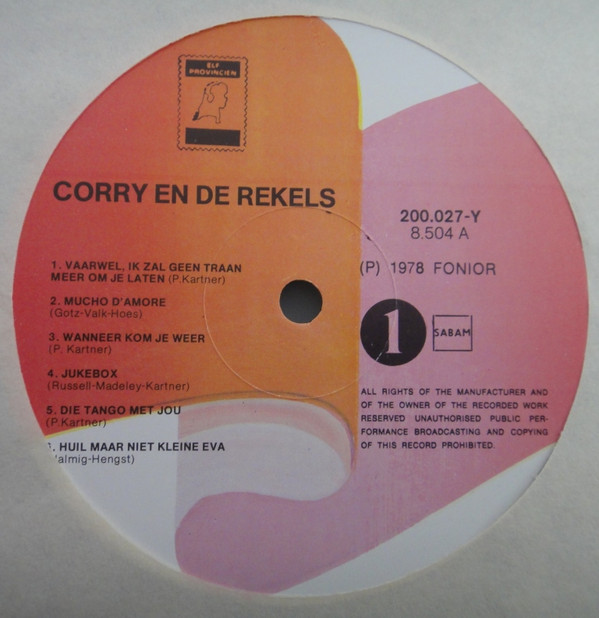 ELF
PROVINCIEN
CORRY EN DE REKELS
1. VAARWEL, IK ZAL GEEN TRAAN
MEER OM JE LATEN (P.Kartner)
2. MUCHO D'AMORE
(Gotz-Valk-Hoes)
3. WANNEER KOM JE WEER
(P. Kartner)
4. JUKEBOX
(Russell-Madeley-Kartner)
5. DIE TANGO MET JOU
(P.Kartner)
HUIL MAAR NIET KLEINE EVA
200.027-Y
8.504 A
(P) 1978 FONIOR
1
SABAM
ALL RIGHTS OF THE MANUFACTURER AND
OF THE OWNER OF THE RECORDED WORK
RESERVED UNAUTHORISED PUBLIC PER-
FORMANCE BROADCASTING AND COPYING
OF THIS RECORD PROHIBITED.